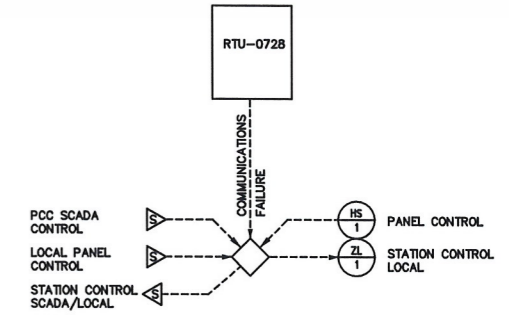 RTU-0728
COMMUNICATIONS
FAILURE
PCC SCADA
CONTROL
S
HS
1
PANEL CONTROL
LOCAL PANEL
CONTROL
S
ZL
1
STATION CONTROL
LOCAL
STATION CONTROL
SCADA/LOCAL
S